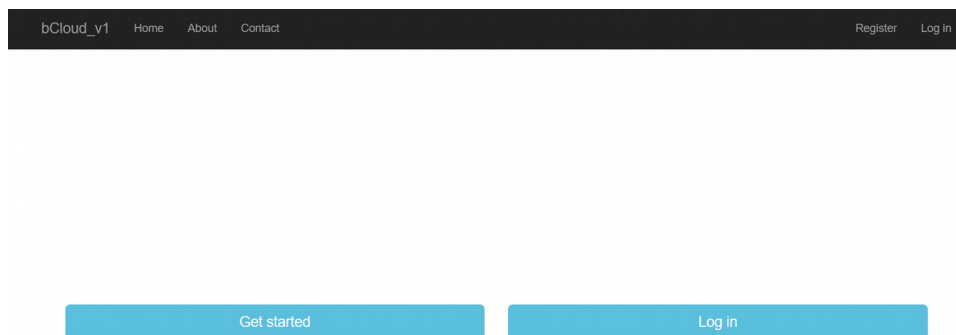 bCloud_v1 Home About Contact Register Log in
Get started Log in